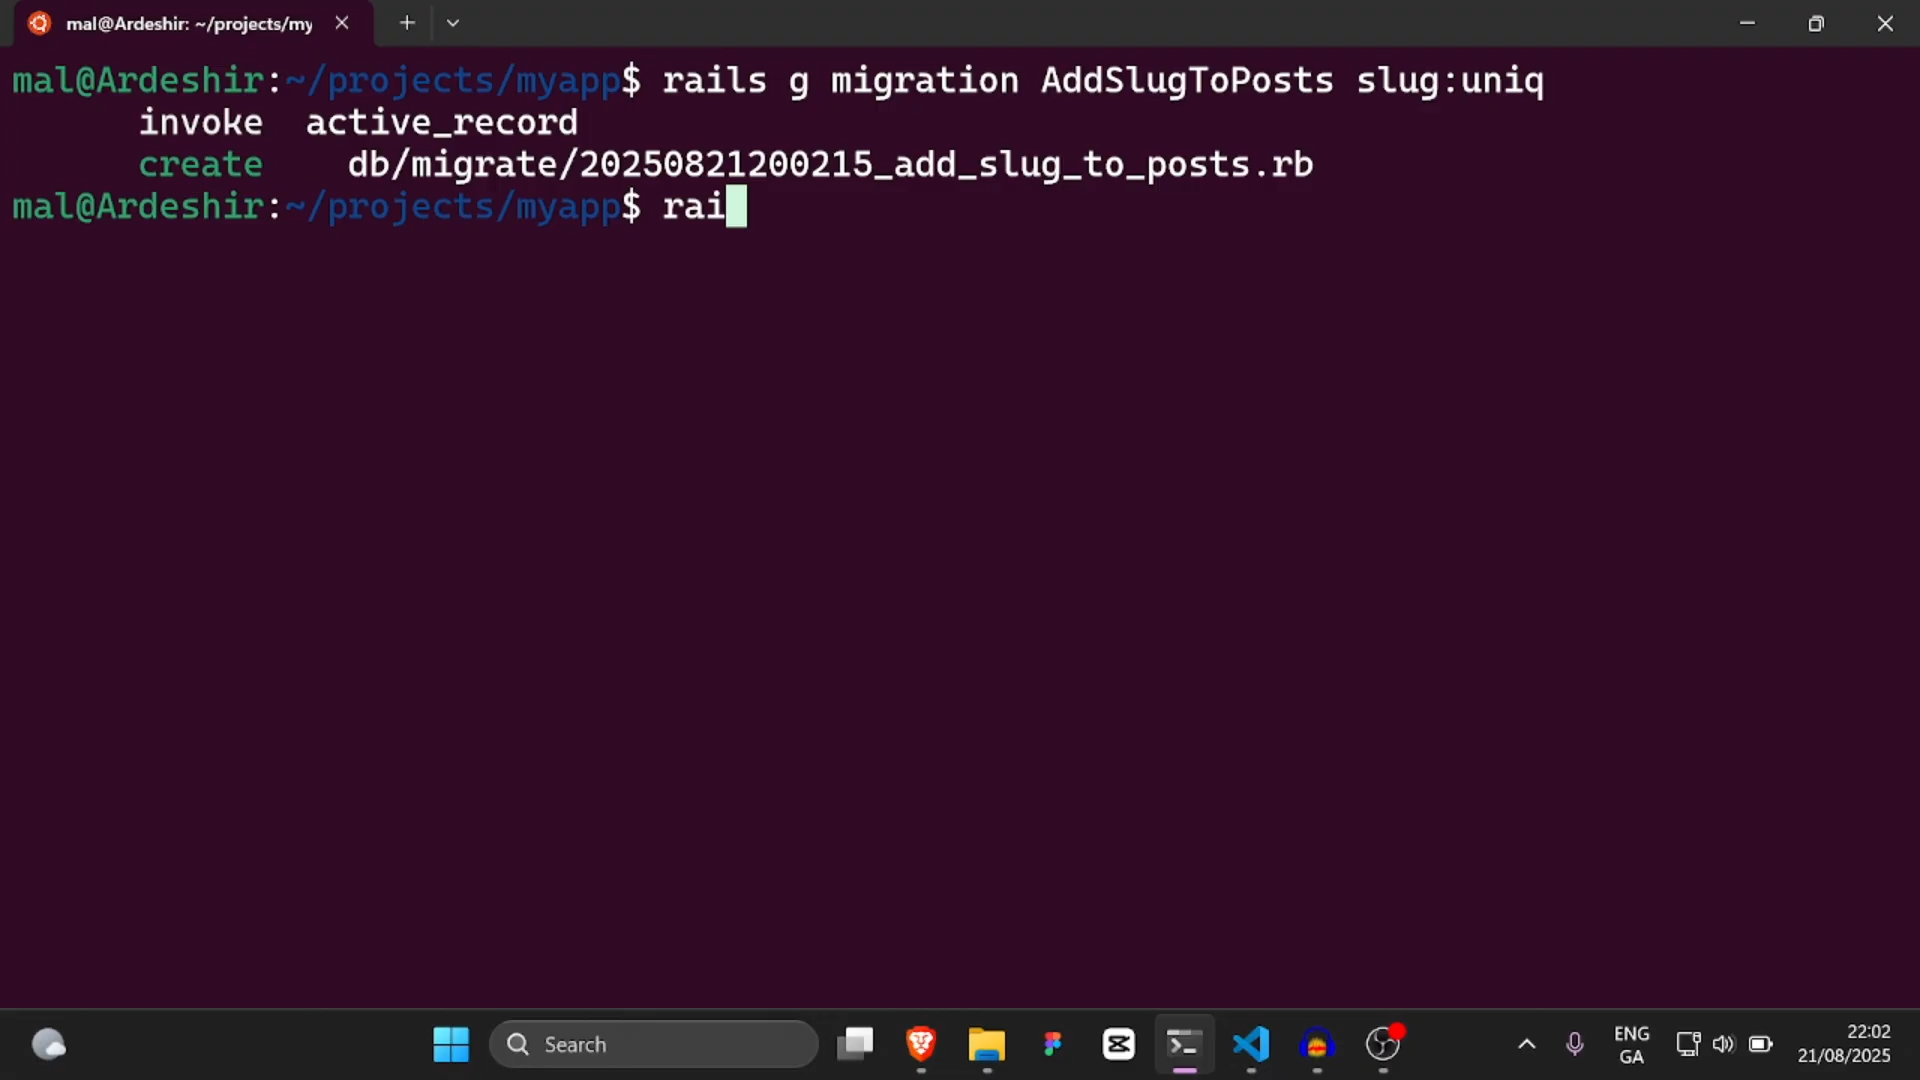 mal@Ardeshir: ~/projects/my
mal@Ardeshir:~/projects/myapp$ rails g migration AddSlugToPosts slug:uniq
invoke active_record
create db/migrate/20250821200215_add_slug_to_posts.rb
mal@Ardeshir:~/projects/myapp$ rai
Search
ENG
GA
22:02
21/08/2025